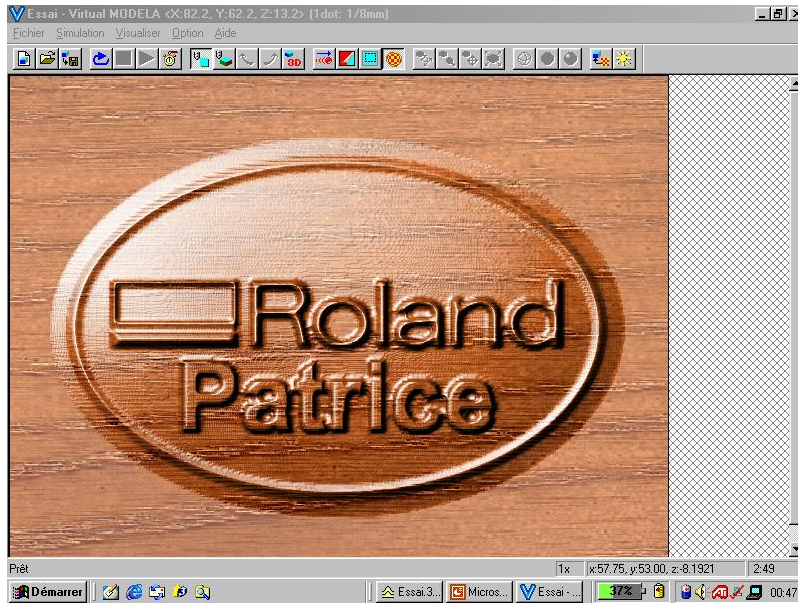 Essai - Virtual MODELA <X:82.2, Y:62.2, Z:13.2> [1dot: 1/8mm]
Fichier Simulation Visualiser Option Aide
3D
Roland
Patrice
Prêt 1x x:57.75, y:53.00, z:-8.1921 2:49
Démarrer Essai.3... Micros... Essai - ... 37% 00:47